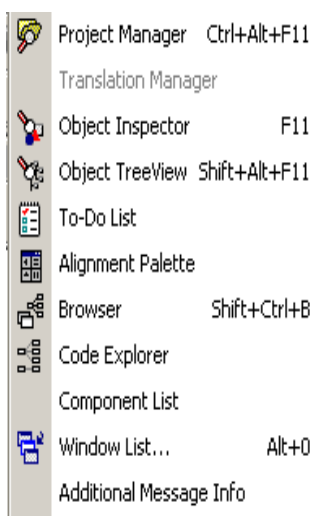 Project Manager Ctrl+Alt+F11
Translation Manager
Object Inspector F11
Object TreeView Shift+Alt+F11
To-Do List
Alignment Palette
Browser Shift+Ctrl+B
Code Explorer
Component List
Window List... Alt+0
Additional Message Info